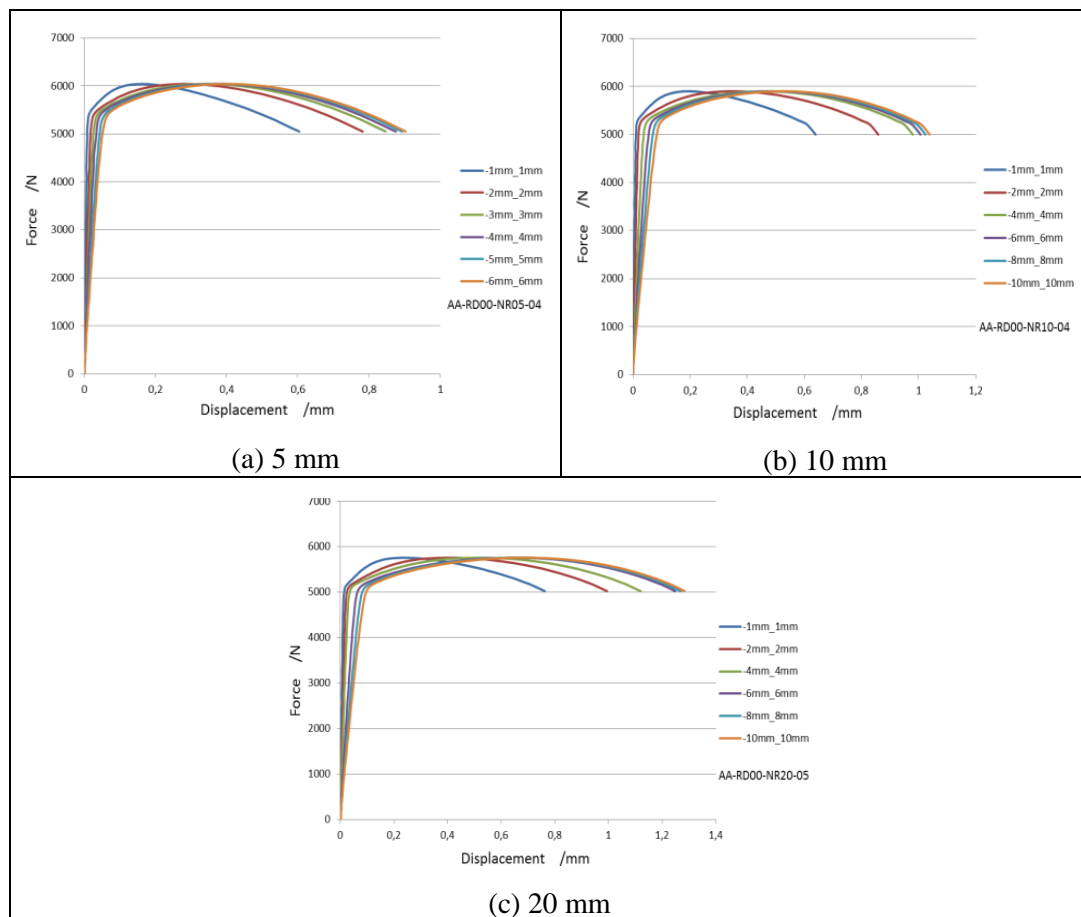 7000
6000
5000
4000
3000
2000
1000
0
Force /N
0 0,2 0,4 0,6 0,8 1
Displacement /mm
-1mm_1mm
-2mm_2mm
-3mm_3mm
-4mm_4mm
-5mm_5mm
-6mm_6mm
AA-RD00-NR05-04
(a) 5 mm
7000
6000
5000
4000
3000
2000
1000
0
Force /N
0 0,2 0,4 0,6 0,8 1 1,2
Displacement /mm
-1mm_1mm
-2mm_2mm
-4mm_4mm
-6mm_6mm
-8mm_8mm
-10mm_10mm
AA-RD00-NR10-04
(b) 10 mm
7000
6000
5000
4000
3000
2000
1000
0
Force /N
0 0,2 0,4 0,6 0,8 1 1,2 1,4
Displacement /mm
-1mm_1mm
-2mm_2mm
-4mm_4mm
-6mm_6mm
-8mm_8mm
-10mm_10mm
AA-RD00-NR20-05
(c) 20 mm